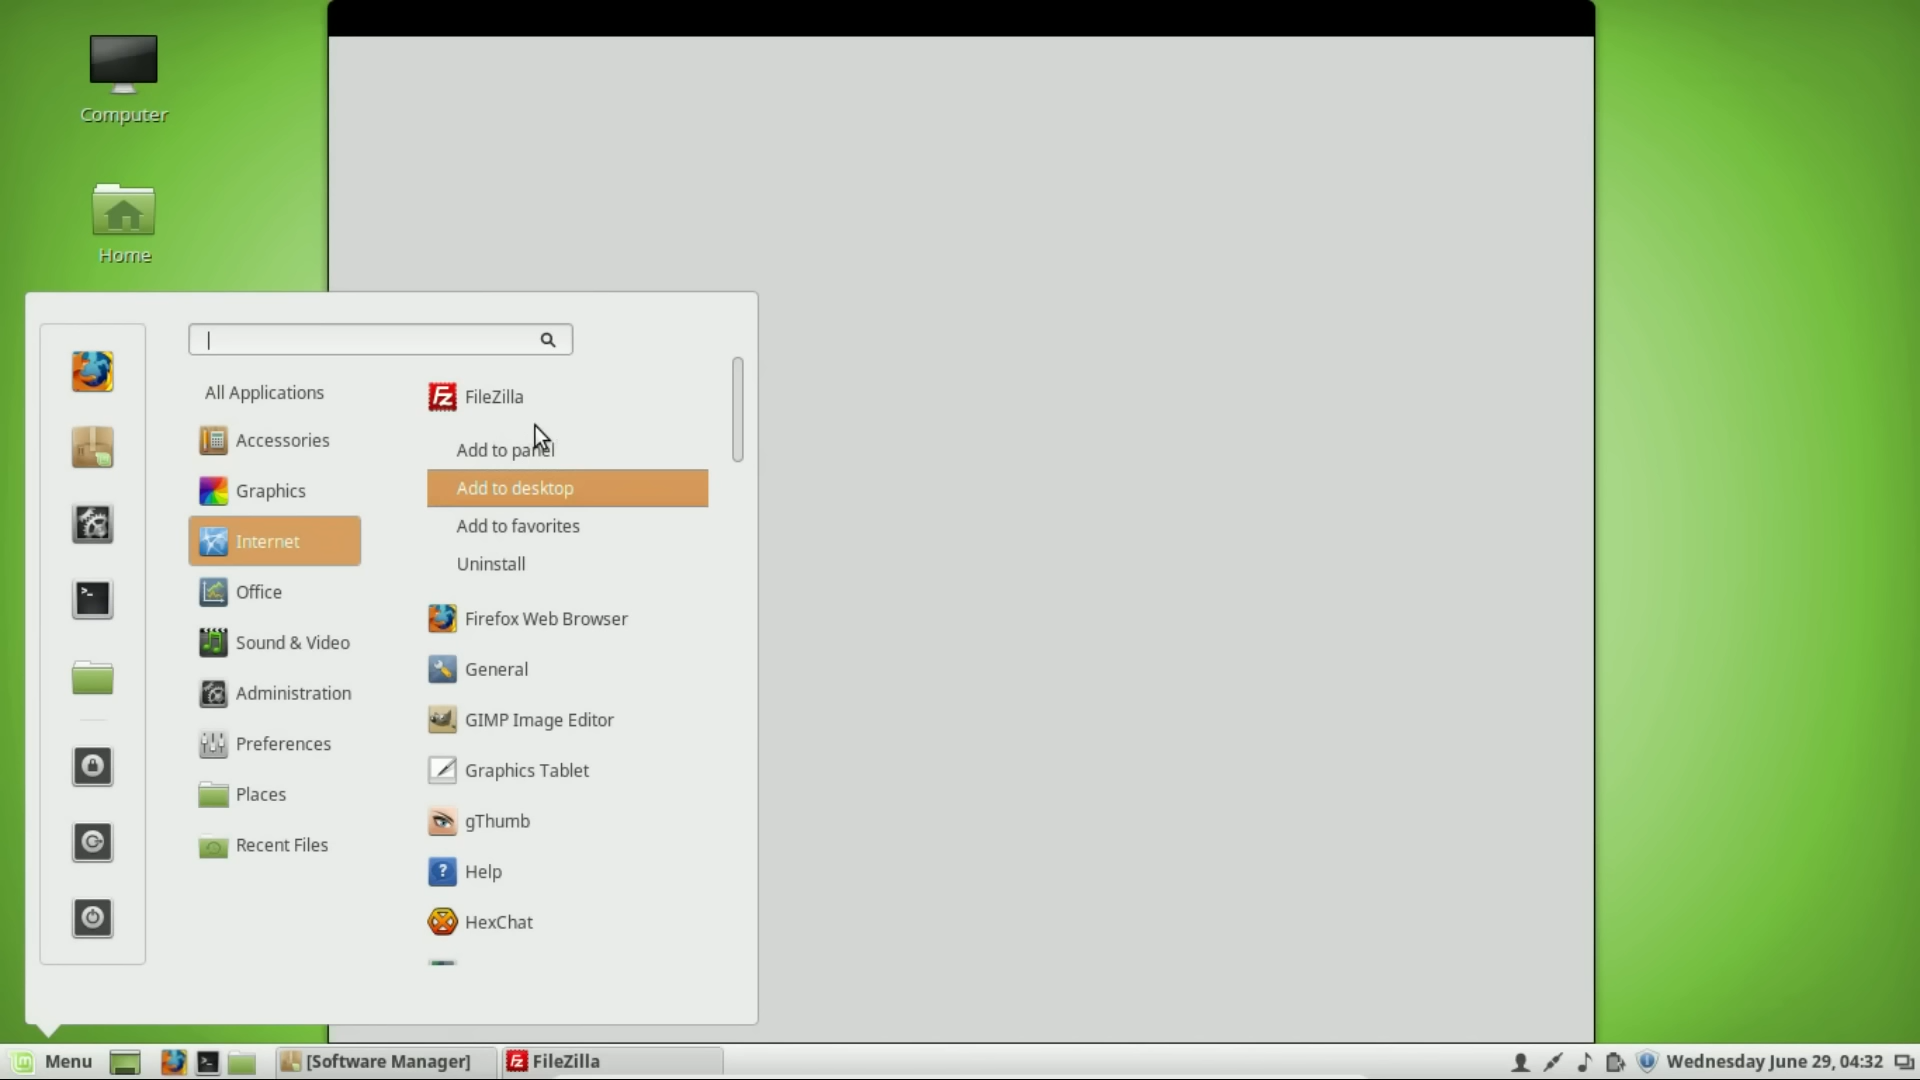 Computer
Home
All Applications
Accessories
Graphics
Internet
Office
Sound & Video
Administration
Preferences
Places
Recent Files
FileZilla
Add to panel
Add to desktop
Add to favorites
Uninstall
Firefox Web Browser
General
GIMP Image Editor
Graphics Tablet
gThumb
Help
HexChat
Menu
[Software Manager]
FileZilla
Wednesday June 29, 04:32